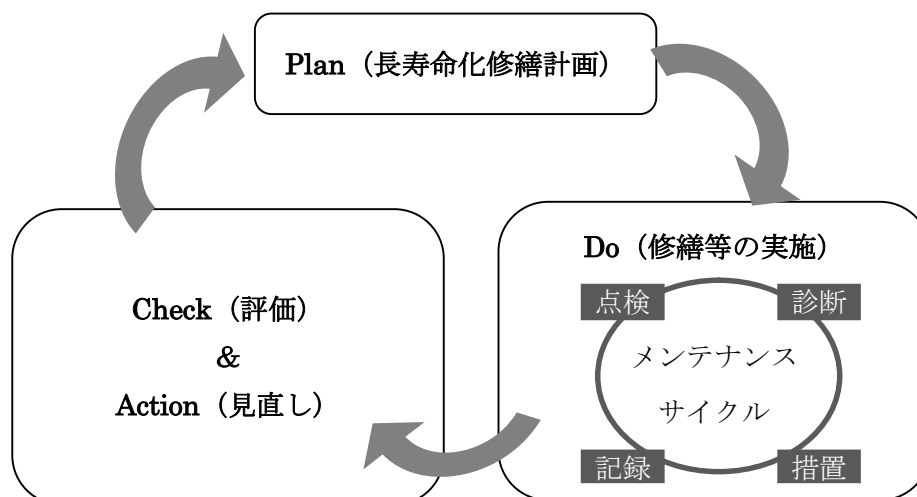 Plan（長寿命化修繕計画）
Do（修繕等の実施）
点検
診断
メンテナンス
サイクル
記録
措置
Check（評価）
&
Action（見直し）